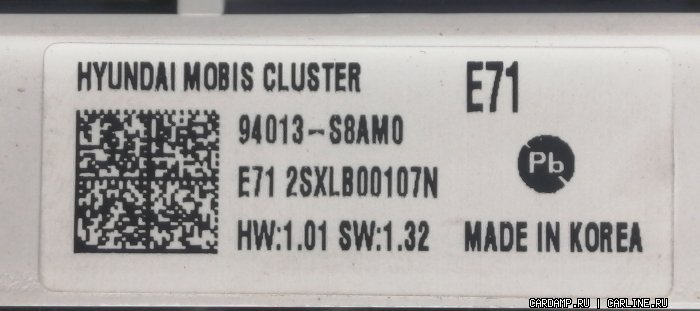 HYUNDAI MOBIS CLUSTER
E71
94013-S8AM0
Pb
E71 2SXLB00107N
HW:1.01 SW:1.32
MADE IN KOREA
CARDAMP.RU | CARLINE.RU